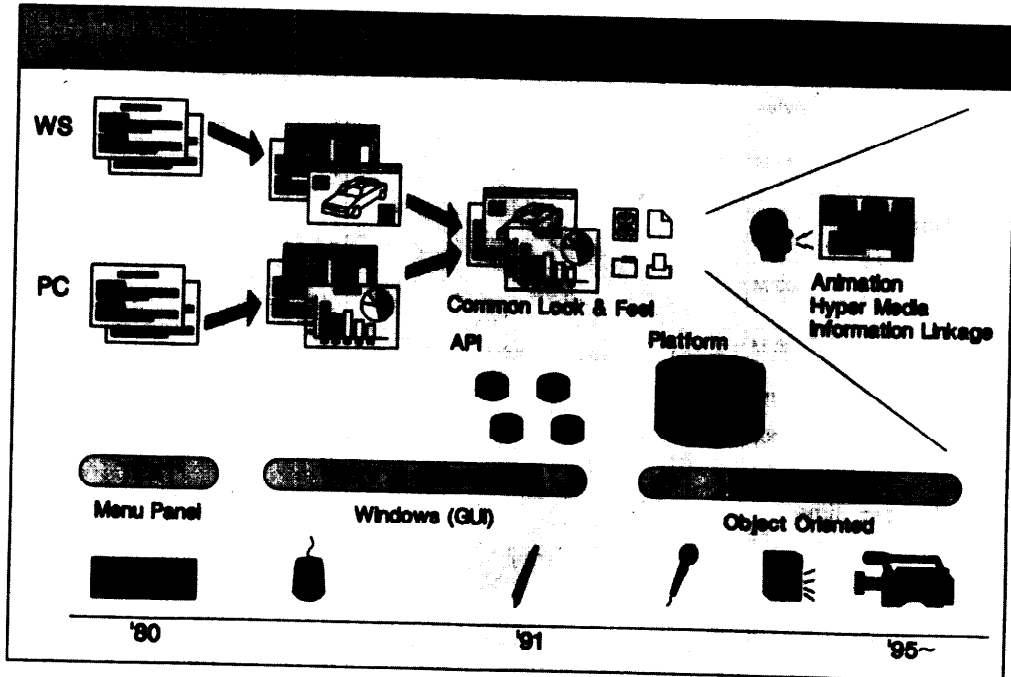 WS
PC
Common Look & Feel
API
Platform
Animation
Hyper Media
Information Linkage
Menu Panel
Windows (GUI)
Object Oriented
'80
'91
'95~